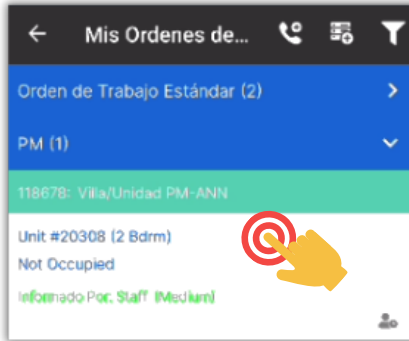 Mis Ordenes de...
Orden de Trabajo Estándar (2)
PM (1)
118678: Villa/Unidad PM-ANN
Unit #20308 (2 Bdrm)
Not Occupied
Informado Por: Staff (Medium)